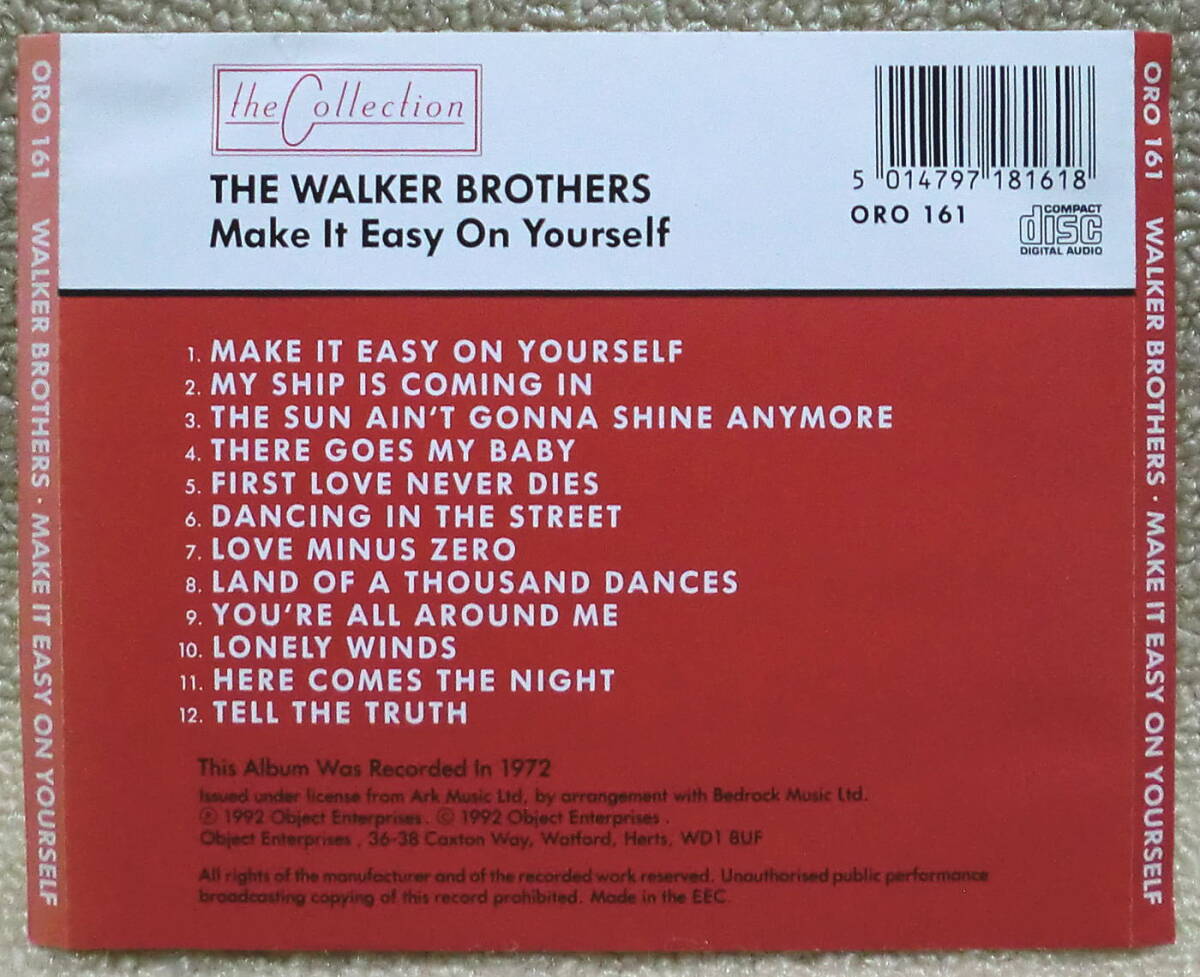 the Collection
THE WALKER BROTHERS
Make It Easy On Yourself
5 014797 181618
ORO 161
COMPACT
disc
DIGITAL AUDIO
1. MAKE IT EASY ON YOURSELF
2. MY SHIP IS COMING IN
3. THE SUN AIN'T GONNA SHINE ANYMORE
4. THERE GOES MY BABY
5. FIRST LOVE NEVER DIES
6. DANCING IN THE STREET
7. LOVE MINUS ZERO
8. LAND OF A THOUSAND DANCES
9. YOU'RE ALL AROUND ME
10. LONELY WINDS
11. HERE COMES THE NIGHT
12. TELL THE TRUTH
This Album Was Recorded In 1972
Issued under license from Ark Music Ltd, by arrangement with Bedrock Music Ltd.
℗ 1992 Object Enterprises. © 1992 Object Enterprises.
Object Enterprises, 36-38 Caxton Way, Watford, Herts, WD1 8UF
All rights of the manufacturer and of the recorded work reserved. Unauthorised public performance
broadcasting copying of this record prohibited. Made in the EEC.
ORO 161 WALKER BROTHERS · MAKE IT EASY ON YOURSELF
ORO 161 WALKER BROTHERS · MAKE IT EASY ON YOURSELF